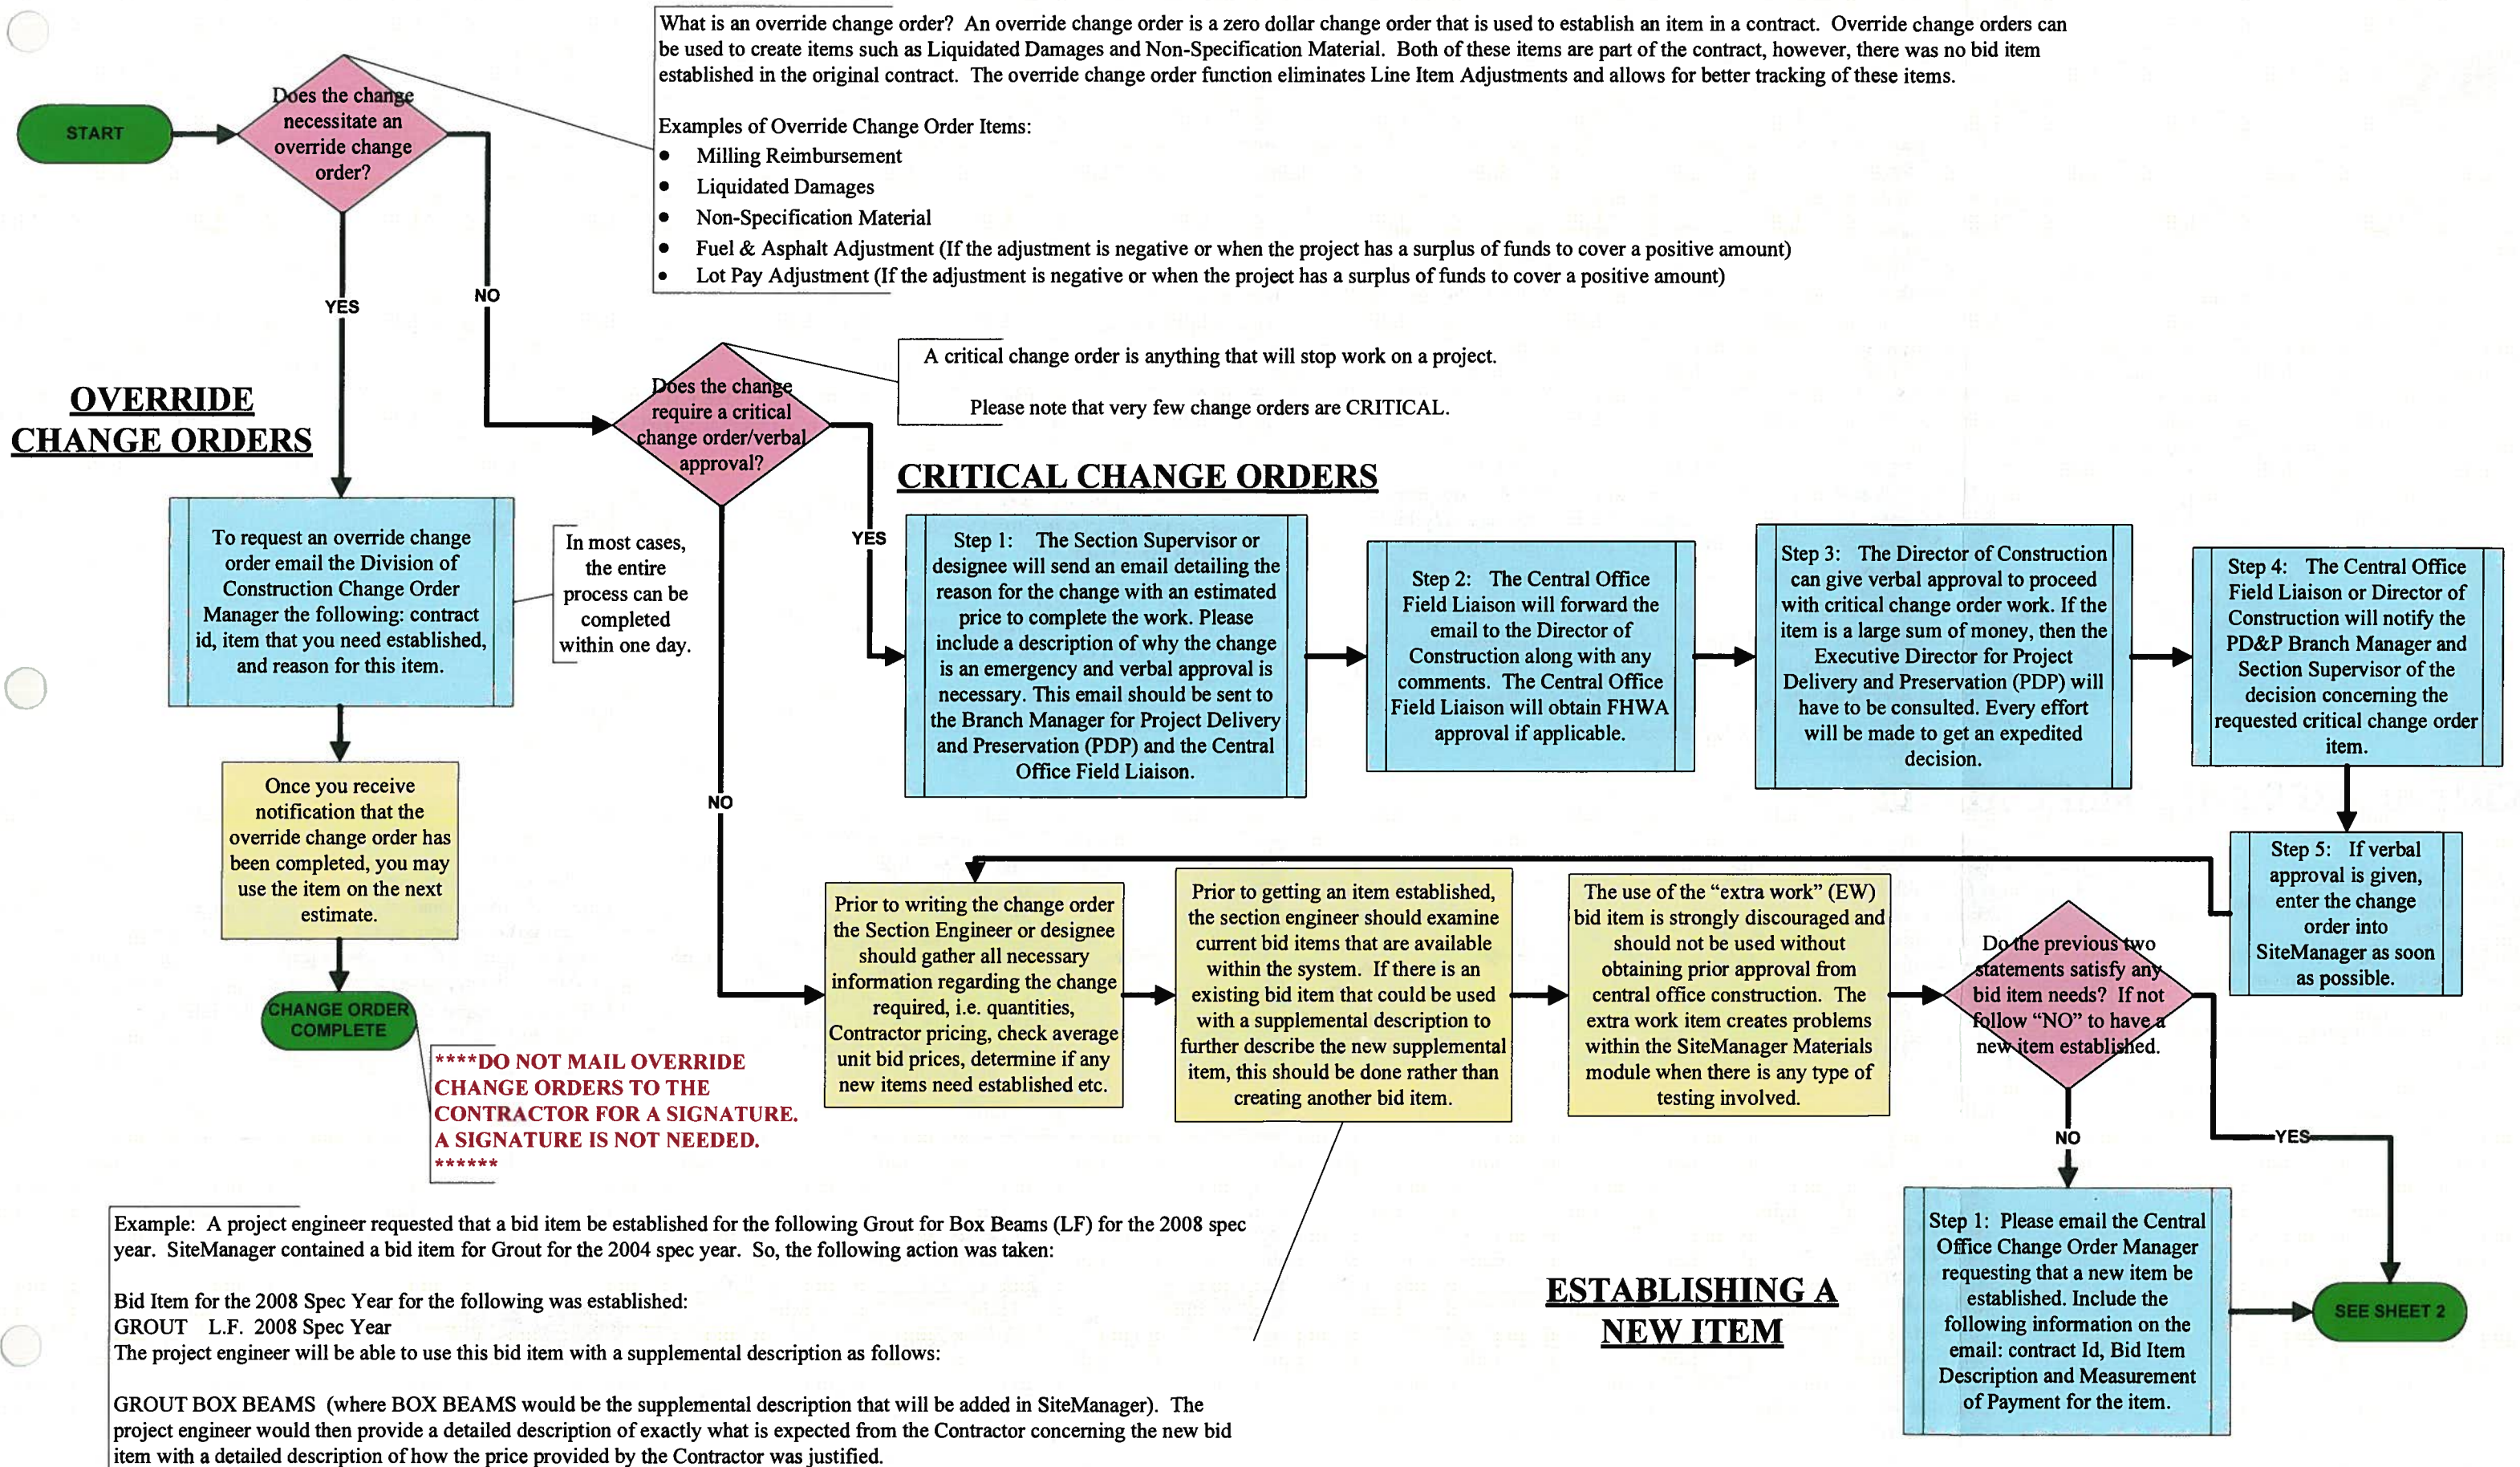 What is an override change order? An override change order is a zero dollar change order that is used to establish an item in a contract. Override change orders can
be used to create items such as Liquidated Damages and Non-Specification Material. Both of these items are part of the contract, however, there was no bid item
established in the original contract. The override change order function eliminates Line Item Adjustments and allows for better tracking of these items.
Examples of Override Change Order Items:
• Milling Reimbursement
• Liquidated Damages
• Non-Specification Material
• Fuel & Asphalt Adjustment (If the adjustment is negative or when the project has a surplus of funds to cover a positive amount)
• Lot Pay Adjustment (If the adjustment is negative or when the project has a surplus of funds to cover a positive amount)
START
Does the change
necessitate an
override change
order?
YES
NO
OVERRIDE
CHANGE ORDERS
To request an override change
order email the Division of
Construction Change Order
Manager the following: contract
id, item that you need established,
and reason for this item.
In most cases,
the entire
process can be
completed
within one day.
Once you receive
notification that the
override change order has
been completed, you may
use the item on the next
estimate.
CHANGE ORDER
COMPLETE
****DO NOT MAIL OVERRIDE
CHANGE ORDERS TO THE
CONTRACTOR FOR A SIGNATURE.
A SIGNATURE IS NOT NEEDED.
******
Does the change
require a critical
change order/verbal
approval?
A critical change order is anything that will stop work on a project.
Please note that very few change orders are CRITICAL.
YES
NO
CRITICAL CHANGE ORDERS
Step 1: The Section Supervisor or
designee will send an email detailing the
reason for the change with an estimated
price to complete the work. Please
include a description of why the change
is an emergency and verbal approval is
necessary. This email should be sent to
the Branch Manager for Project Delivery
and Preservation (PDP) and the Central
Office Field Liaison.
Step 2: The Central Office
Field Liaison will forward the
email to the Director of
Construction along with any
comments. The Central Office
Field Liaison will obtain FHWA
approval if applicable.
Step 3: The Director of Construction
can give verbal approval to proceed
with critical change order work. If the
item is a large sum of money, then the
Executive Director for Project
Delivery and Preservation (PDP) will
have to be consulted. Every effort
will be made to get an expedited
decision.
Step 4: The Central Office
Field Liaison or Director of
Construction will notify the
PD&P Branch Manager and
Section Supervisor of the
decision concerning the
requested critical change order
item.
Step 5: If verbal
approval is given,
enter the change
order into
SiteManager as soon
as possible.
Prior to writing the change order
the Section Engineer or designee
should gather all necessary
information regarding the change
required, i.e. quantities,
Contractor pricing, check average
unit bid prices, determine if any
new items need established etc.
Prior to getting an item established,
the section engineer should examine
current bid items that are available
within the system. If there is an
existing bid item that could be used
with a supplemental description to
further describe the new supplemental
item, this should be done rather than
creating another bid item.
The use of the “extra work” (EW)
bid item is strongly discouraged and
should not be used without
obtaining prior approval from
central office construction. The
extra work item creates problems
within the SiteManager Materials
module when there is any type of
testing involved.
Do the previous two
statements satisfy any
bid item needs? If not
follow “NO” to have a
new item established.
NO
YES
ESTABLISHING A
NEW ITEM
Step 1: Please email the Central
Office Change Order Manager
requesting that a new item be
established. Include the
following information on the
email: contract Id, Bid Item
Description and Measurement
of Payment for the item.
SEE SHEET 2
Example: A project engineer requested that a bid item be established for the following Grout for Box Beams (LF) for the 2008 spec
year. SiteManager contained a bid item for Grout for the 2004 spec year. So, the following action was taken:
Bid Item for the 2008 Spec Year for the following was established:
GROUT L.F. 2008 Spec Year
The project engineer will be able to use this bid item with a supplemental description as follows:
GROUT BOX BEAMS (where BOX BEAMS would be the supplemental description that will be added in SiteManager). The
project engineer would then provide a detailed description of exactly what is expected from the Contractor concerning the new bid
item with a detailed description of how the price provided by the Contractor was justified.